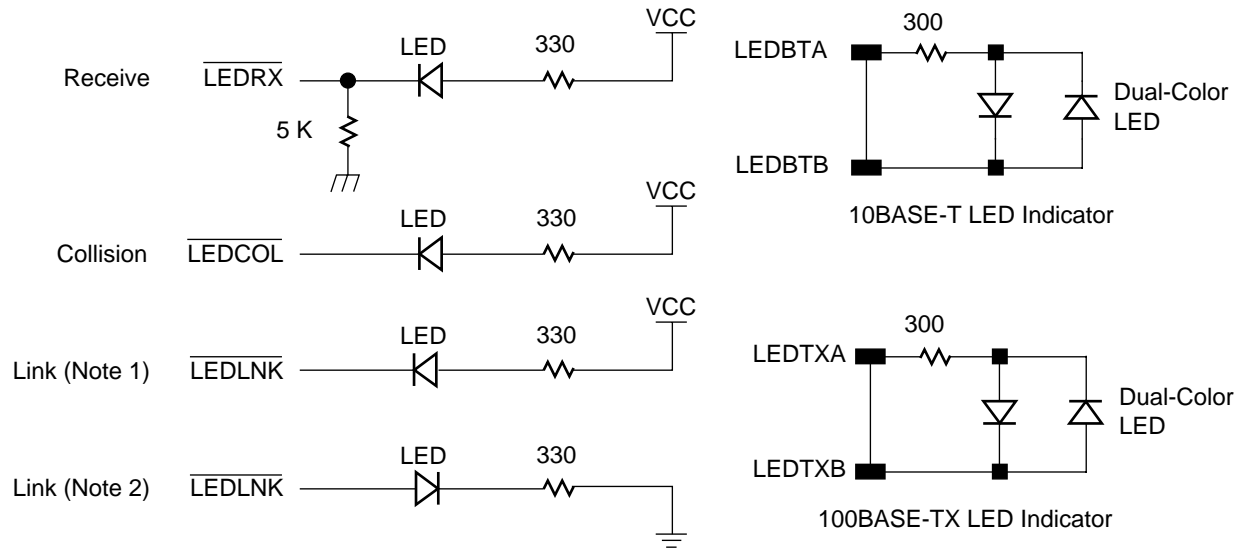 VCC
LED
330
Receive
LEDRX
5 K
VCC
LED
330
Collision
LEDCOL
VCC
LED
330
Link (Note 1)
LEDLNK
LED
330
Link (Note 2)
LEDLNK
300
LEDBTA
Dual-Color
LED
LEDBTB
10BASE-T LED Indicator
300
LEDTXA
Dual-Color
LED
LEDTXB
100BASE-TX LED Indicator